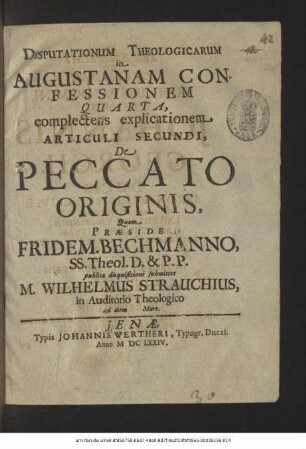 42
DISPUTATIONUM THEOLOGICARUM
in
AUGUSTANAM CON-
FESSIONEM
QUARTA,
complectens explicationem
ARTICULI SECUNDI,
De
PECCATO
ORIGINIS,
Quam
PRÆSIDE
FRIDEM. BECHMANNO,
SS. Theol. D. & P. P.
publicæ disquisitioni submittet
M. WILHELMUS STRAUCHIUS,
in Auditorio Theologico
ad diem Mart.
JENÆ,
Typis JOHANNIS WERTHERI, Typogr. Ducal.
Anno M DC LXXIV.